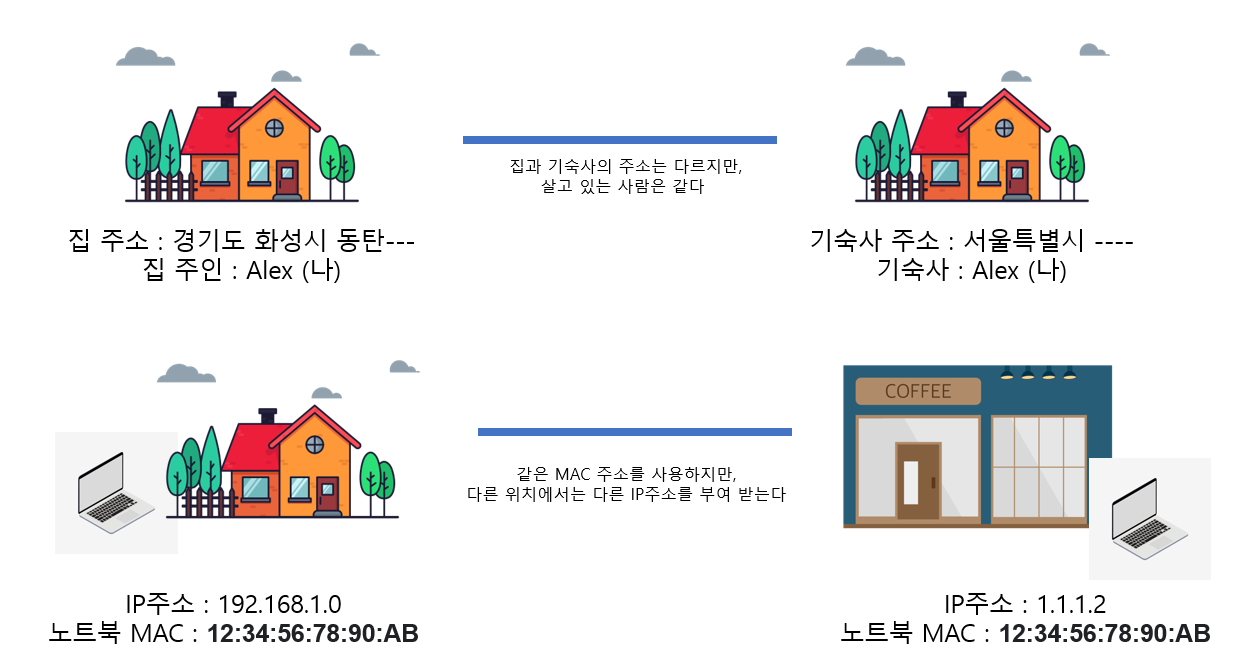 집과 기숙사의 주소는 다르지만,
살고 있는 사람은 같다
집 주소 : 경기도 화성시 동탄---
집 주인 : Alex (나)
기숙사 주소 : 서울특별시 ----
기숙사 : Alex (나)
COFFEE
같은 MAC 주소를 사용하지만,
다른 위치에서는 다른 IP주소를 부여 받는다
IP주소 : 192.168.1.0
노트북 MAC : 12:34:56:78:90:AB
IP주소 : 1.1.1.2
노트북 MAC : 12:34:56:78:90:AB